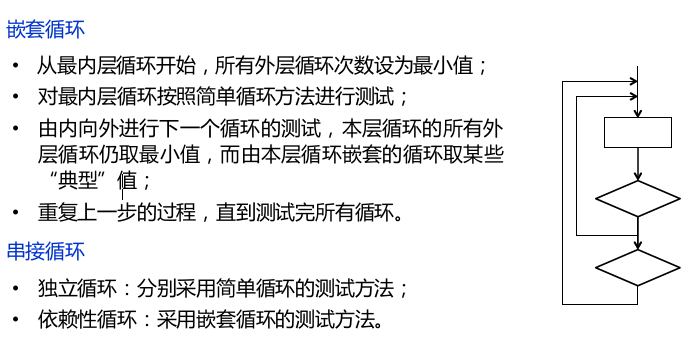 嵌套循环
• 从最内层循环开始，所有外层循环次数设为最小值；
• 对最内层循环按照简单循环方法进行测试；
• 由内向外进行下一个循环的测试，本层循环的所有外
层循环仍取最小值，而由本层循环嵌套的循环取某些
“典型”值；
• 重复上一步的过程，直到测试完所有循环。
串接循环
• 独立循环：分别采用简单循环的测试方法；
• 依赖性循环：采用嵌套循环的测试方法。